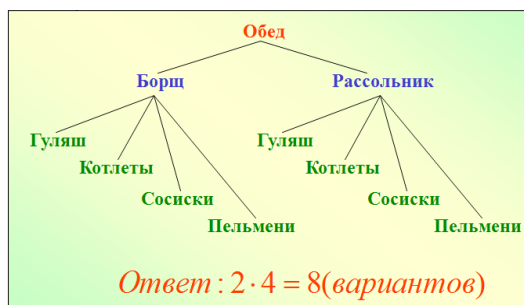 Обед
Борщ Рассольник
Гуляш Гуляш
Котлеты Котлеты
Сосиски Сосиски
Пельмени Пельмени
Ответ : 2 · 4 = 8(вариантов)